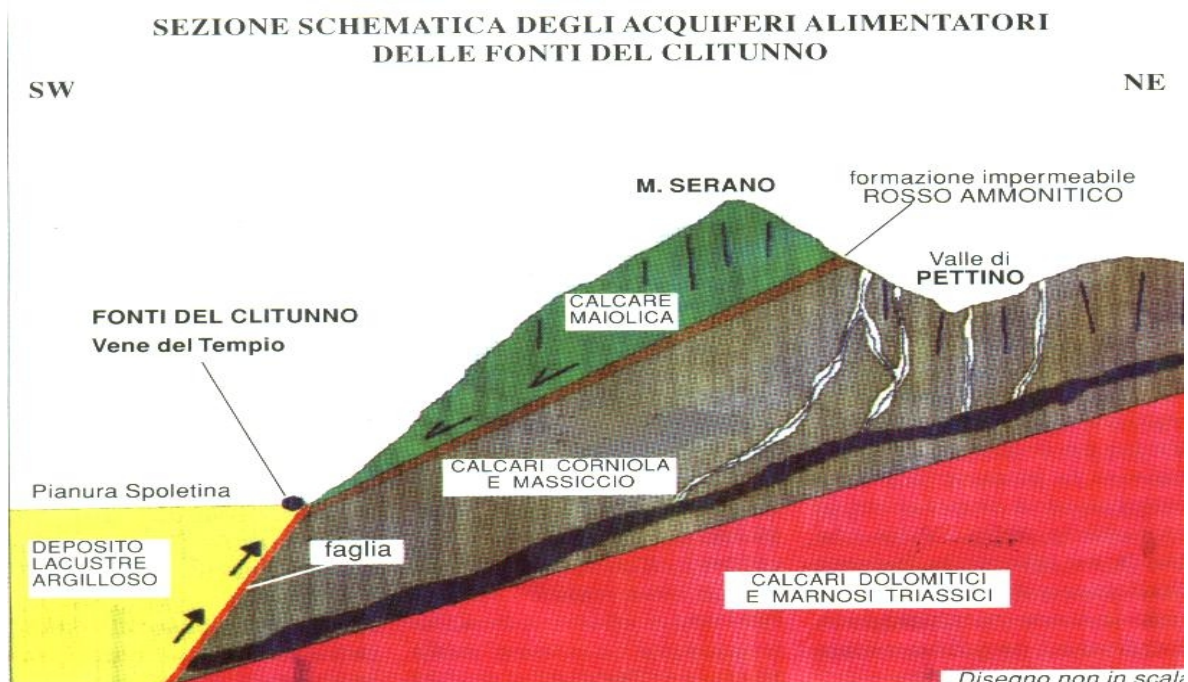 SEZIONE SCHEMATICA DEGLI ACQUIFERI ALIMENTATORI
DELLE FONTI DEL CLITUNNO
SW
NE
M. SERANO
formazione impermeabile
ROSSO AMMONITICO
Valle di
PETTINO
CALCARE
MAIOLICA
FONTI DEL CLITUNNO
Vene del Tempio
CALCARI CORNIOLA
E MASSICCIO
Pianura Spoletina
DEPOSITO
LACUSTRE
ARGILLOSO
faglia
CALCARI DOLOMITICI
E MARNOSI TRIASSICI
Disegno non in scala